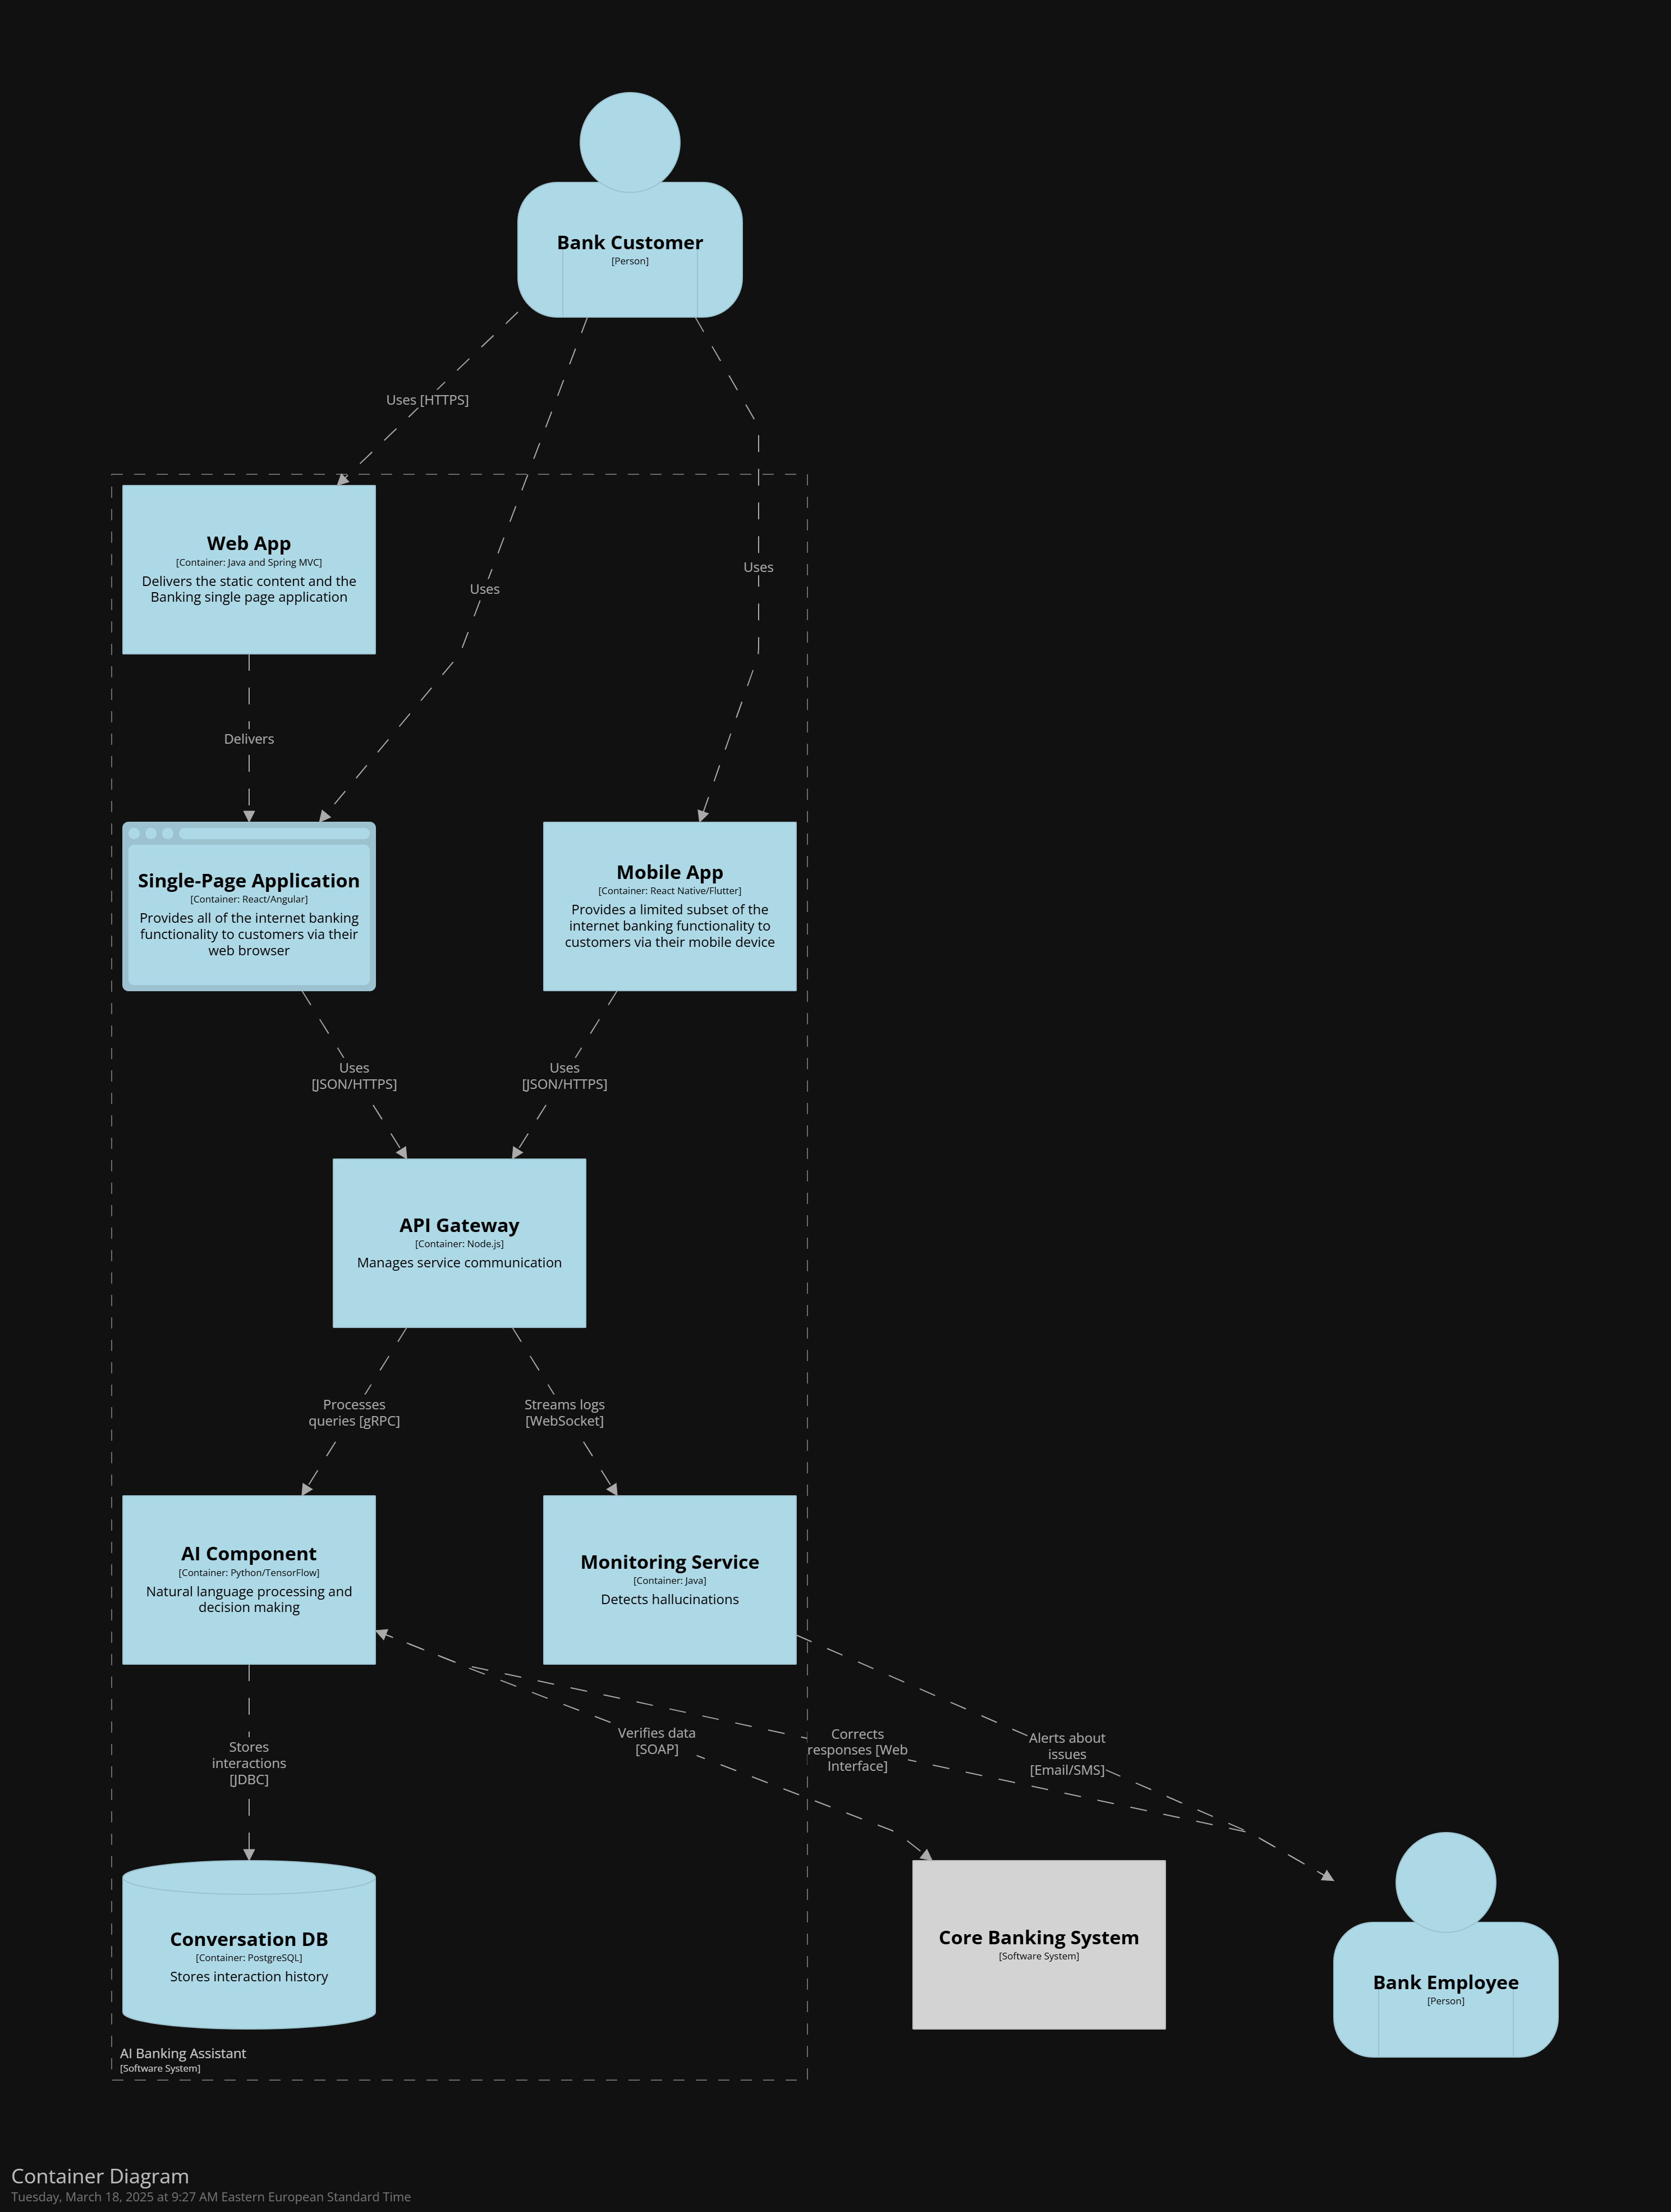 Bank Customer
[Person]
Uses [HTTPS]
Web App
[Container: Java and Spring MVC]
Delivers the static content and the
Banking single page application
Uses
Uses
Delivers
Single-Page Application
[Container: React/Angular]
Provides all of the internet banking
functionality to customers via their
web browser
Mobile App
[Container: React Native/Flutter]
Provides a limited subset of the
internet banking functionality to
customers via their mobile device
Uses
[JSON/HTTPS]
Uses
[JSON/HTTPS]
API Gateway
[Container: Node.js]
Manages service communication
Processes
queries [gRPC]
Streams logs
[WebSocket]
AI Component
[Container: Python/TensorFlow]
Natural language processing and
decision making
Monitoring Service
[Container: Java]
Detects hallucinations
Stores
interactions
[JDBC]
Verifies data
[SOAP]
Corrects
responses [Web
Interface]
Alerts about
issues
[Email/SMS]
Conversation DB
[Container: PostgreSQL]
Stores interaction history
Core Banking System
[Software System]
Bank Employee
[Person]
AI Banking Assistant
[Software System]
Container Diagram
Tuesday, March 18, 2025 at 9:27 AM Eastern European Standard Time